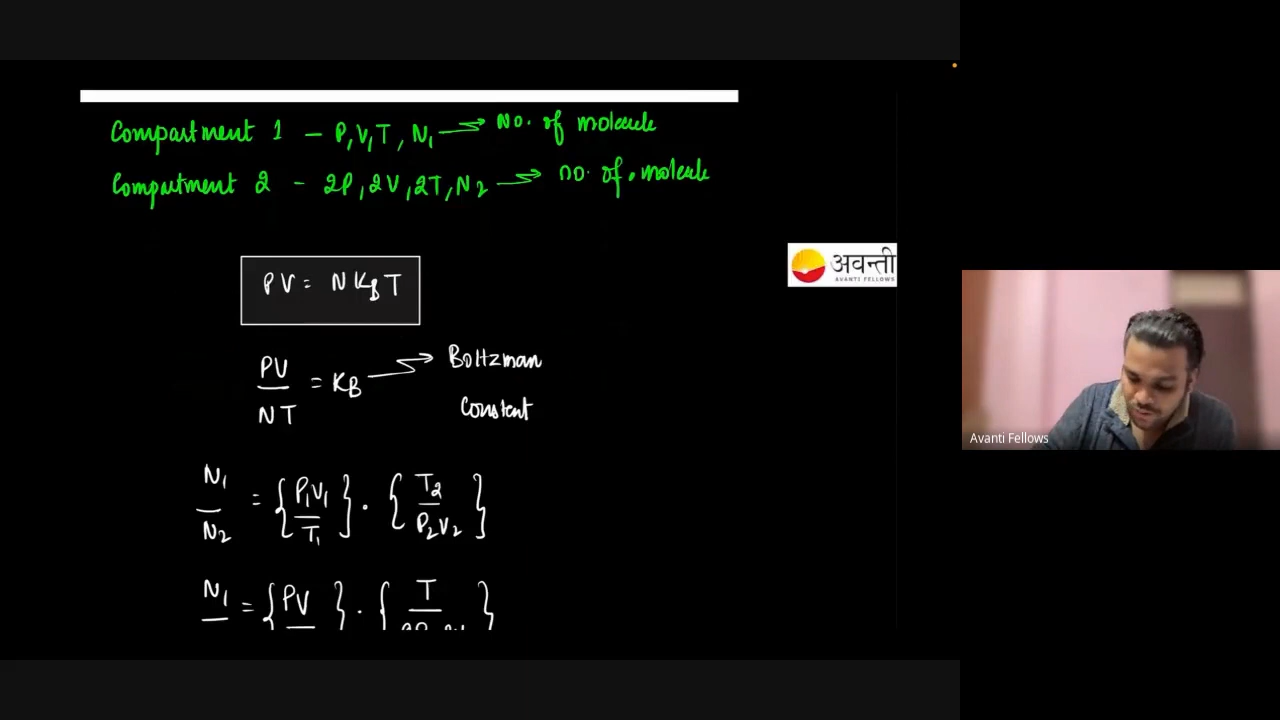 Compartment 1 – P, V, T, N₁ → No. of molecule
Compartment 2 – 2P, 2V, 2T, N₂ → no. of molecule
PV = NK_BT
PV/NT = K_B → Boltzman
Constant
N₁/N₂ = {P₁V₁/T₁} · {T₂/P₂V₂}
N₁ = {PV } · {T }
अवन्ती
AVANTI FELLOWS
Avanti Fellows